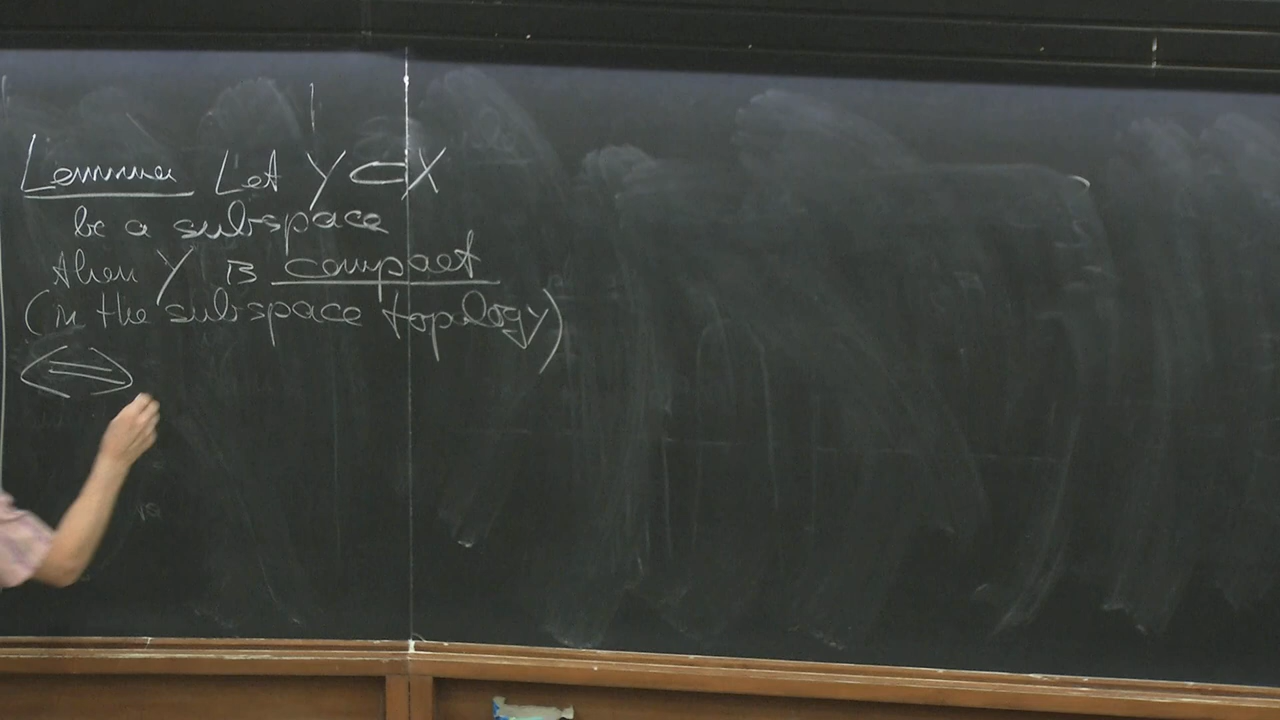 Lemma Let Y ⊂ X
be a subspace
then Y is compact
(in the subspace topology)
⟺